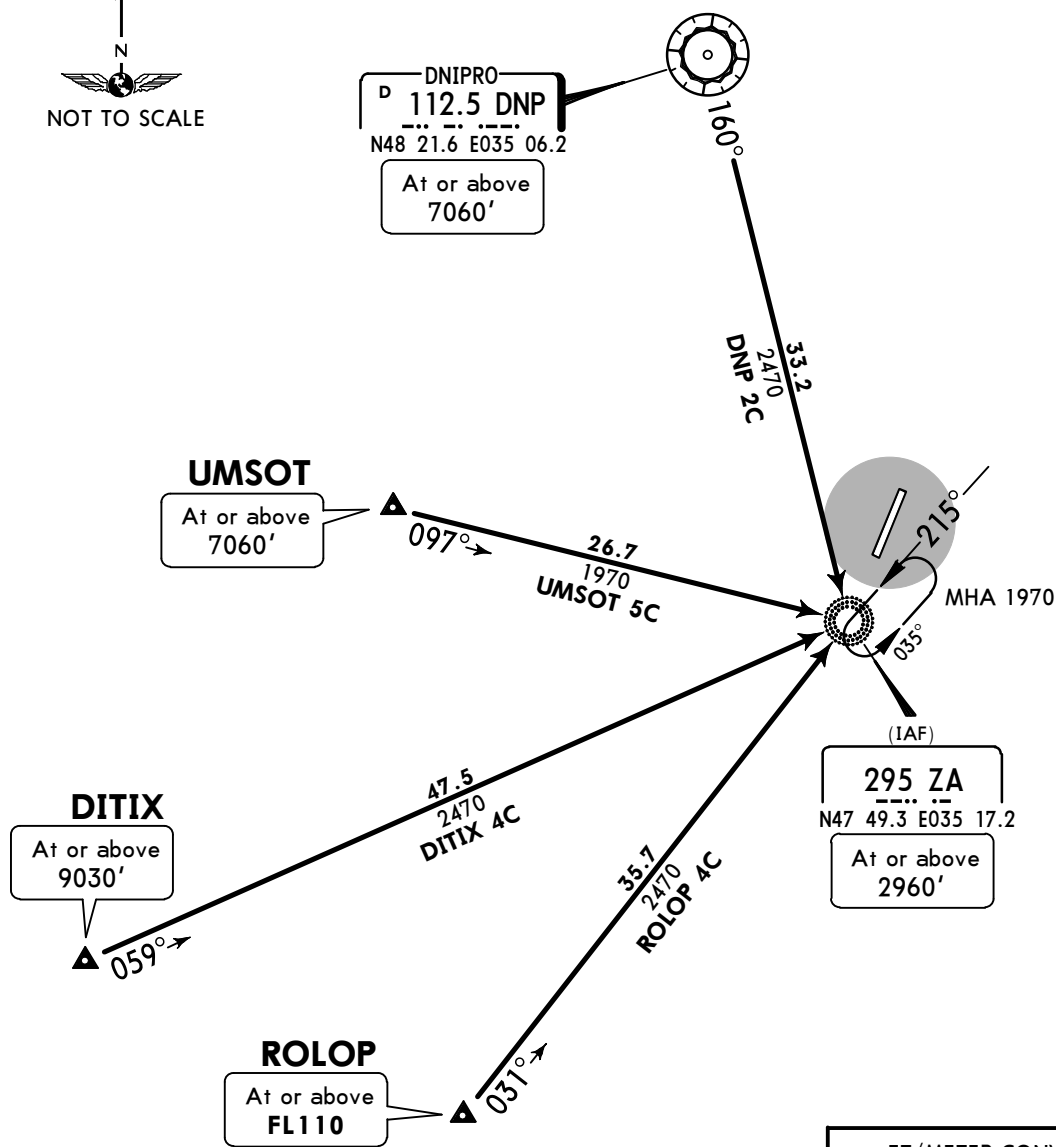 N
NOT TO SCALE
DNIPRO
D 112.5 DNP
N48 21.6 E035 06.2
At or above
7060'
160°
33.2
2470
DNP 2C
UMSOT
At or above
7060'
097°
26.7
1970
UMSOT 5C
215°
MHA 1970
035°
(IAF)
295 ZA
N47 49.3 E035 17.2
At or above
2960'
DITIX
At or above
9030'
059°
47.5
2470
DITIX 4C
35.7
2470
ROLOP 4C
ROLOP
At or above
FL110
031°